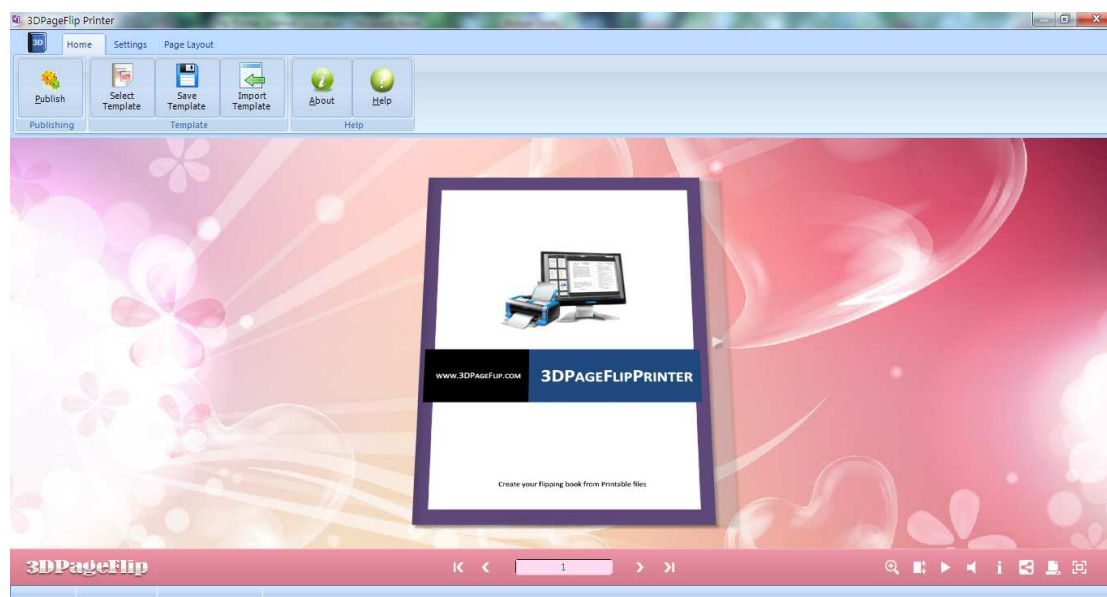 3DPageFlip Printer
3D
Home Settings Page Layout
Publish
Select Template
Save Template
Import Template
About
Help
Publishing
Template
Help
www.3DPageFlip.com
3DPageFlipPrinter
Create your flipping book from Printable files
3DPageFlip
1